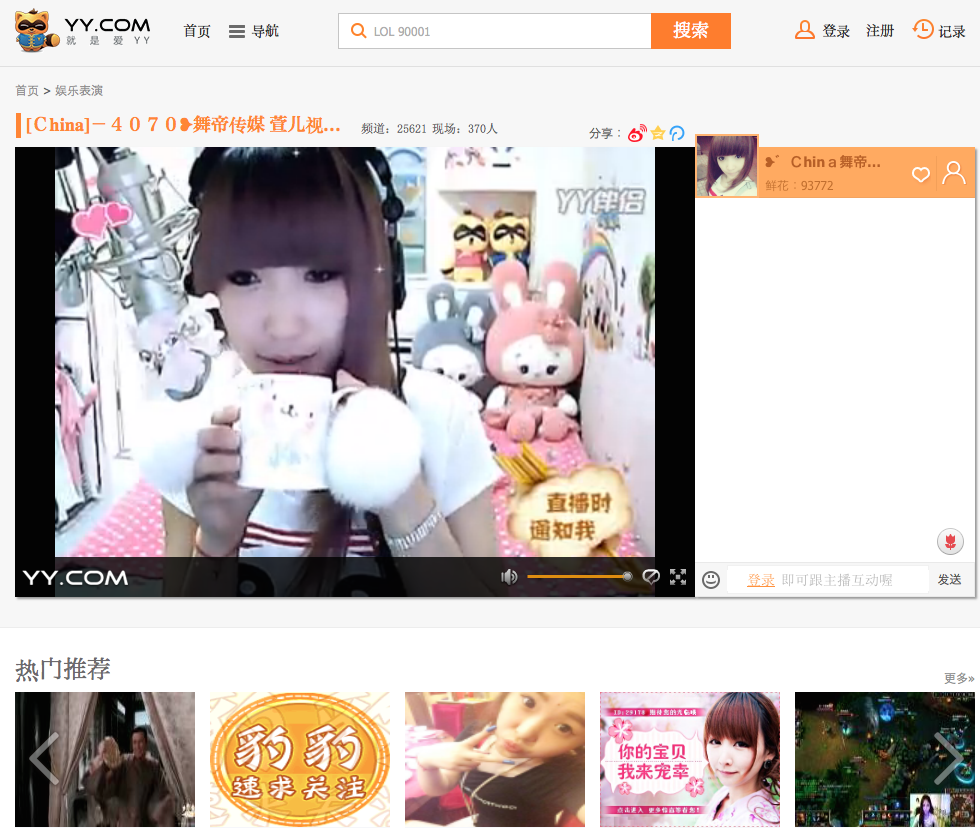 YY.COM
就是爱YY
首页
导航
LOL 90001
搜索
登录
注册
记录
首页 > 娱乐表演
[China]－４０７０❥舞帝传媒 萱儿视...
频道：25621 现场：370人
分享：
❥ˊ Chinａ舞帝...
鲜花：93772
YY伴侣
直播时
通知我
YY.COM
登录 即可跟主播互动喔
发送
热门推荐
更多»
豹豹
速求关注
你的宝贝
我来宠幸